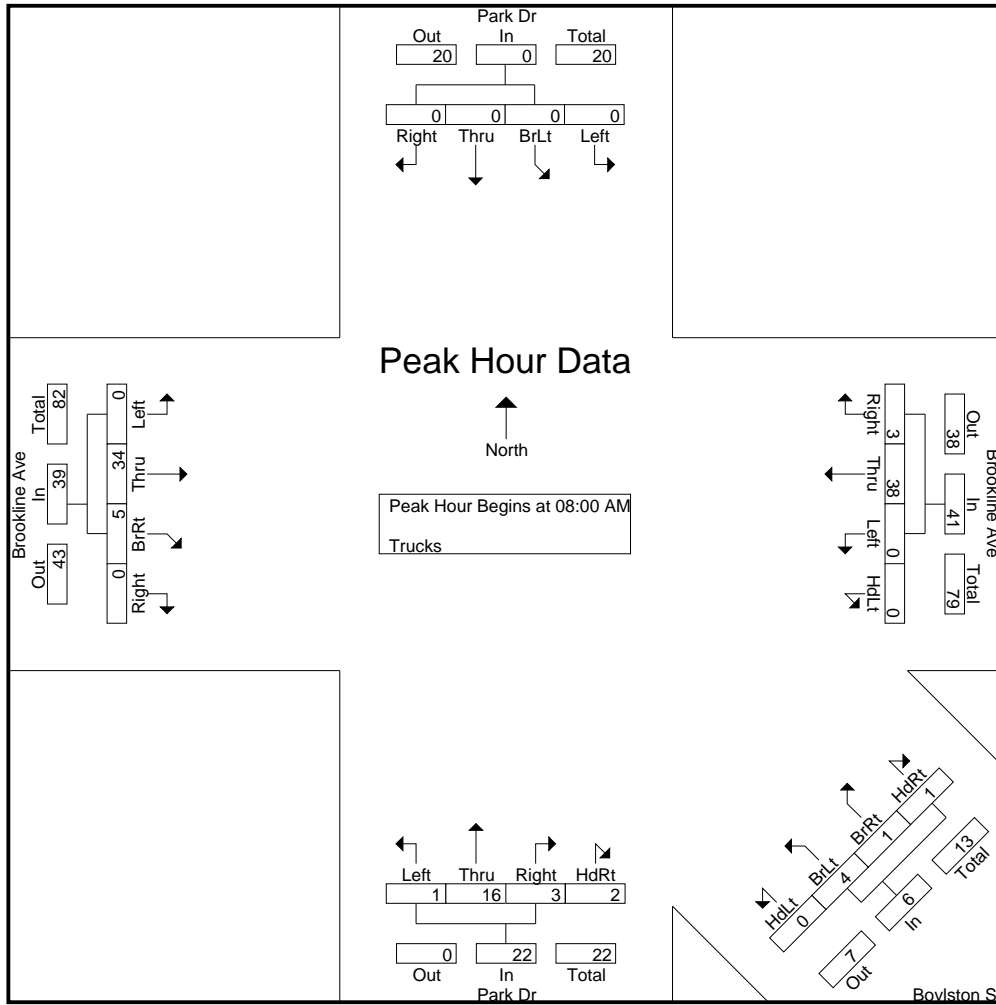 Park Dr
Out In Total
20 0 20
0 0 0 0
Right Thru BrLt Left
Peak Hour Data
North
Peak Hour Begins at 08:00 AM
Trucks
Brookline Ave
Total In Out
82 39 43
0 34 5 0
Left Thru BrRt Right
Right Thru Left HdLt
3 38 0 0
Out In Total
38 41 79
Brookline Ave
HdLt BrLt BrRt HdRt
0 4 1 1
7 6 13
Out In Total
Boylston S
Left Thru Right HdRt
1 16 3 2
0 22 22
Out In Total
Park Dr